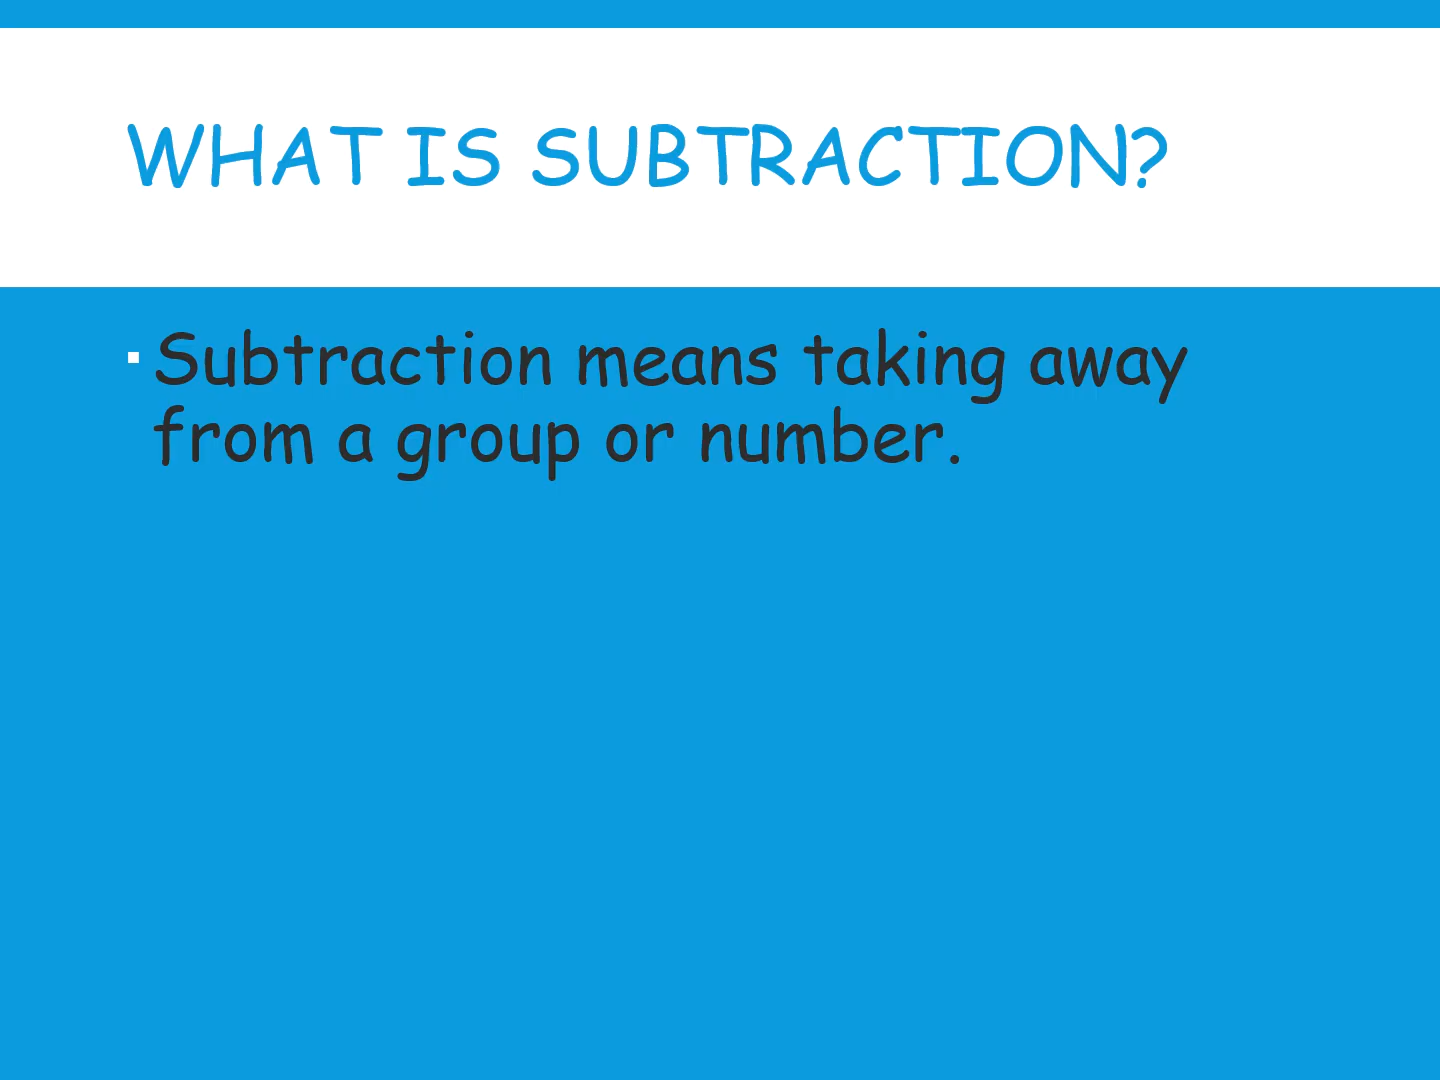 WHAT IS SUBTRACTION?
▪ Subtraction means taking away
from a group or number.